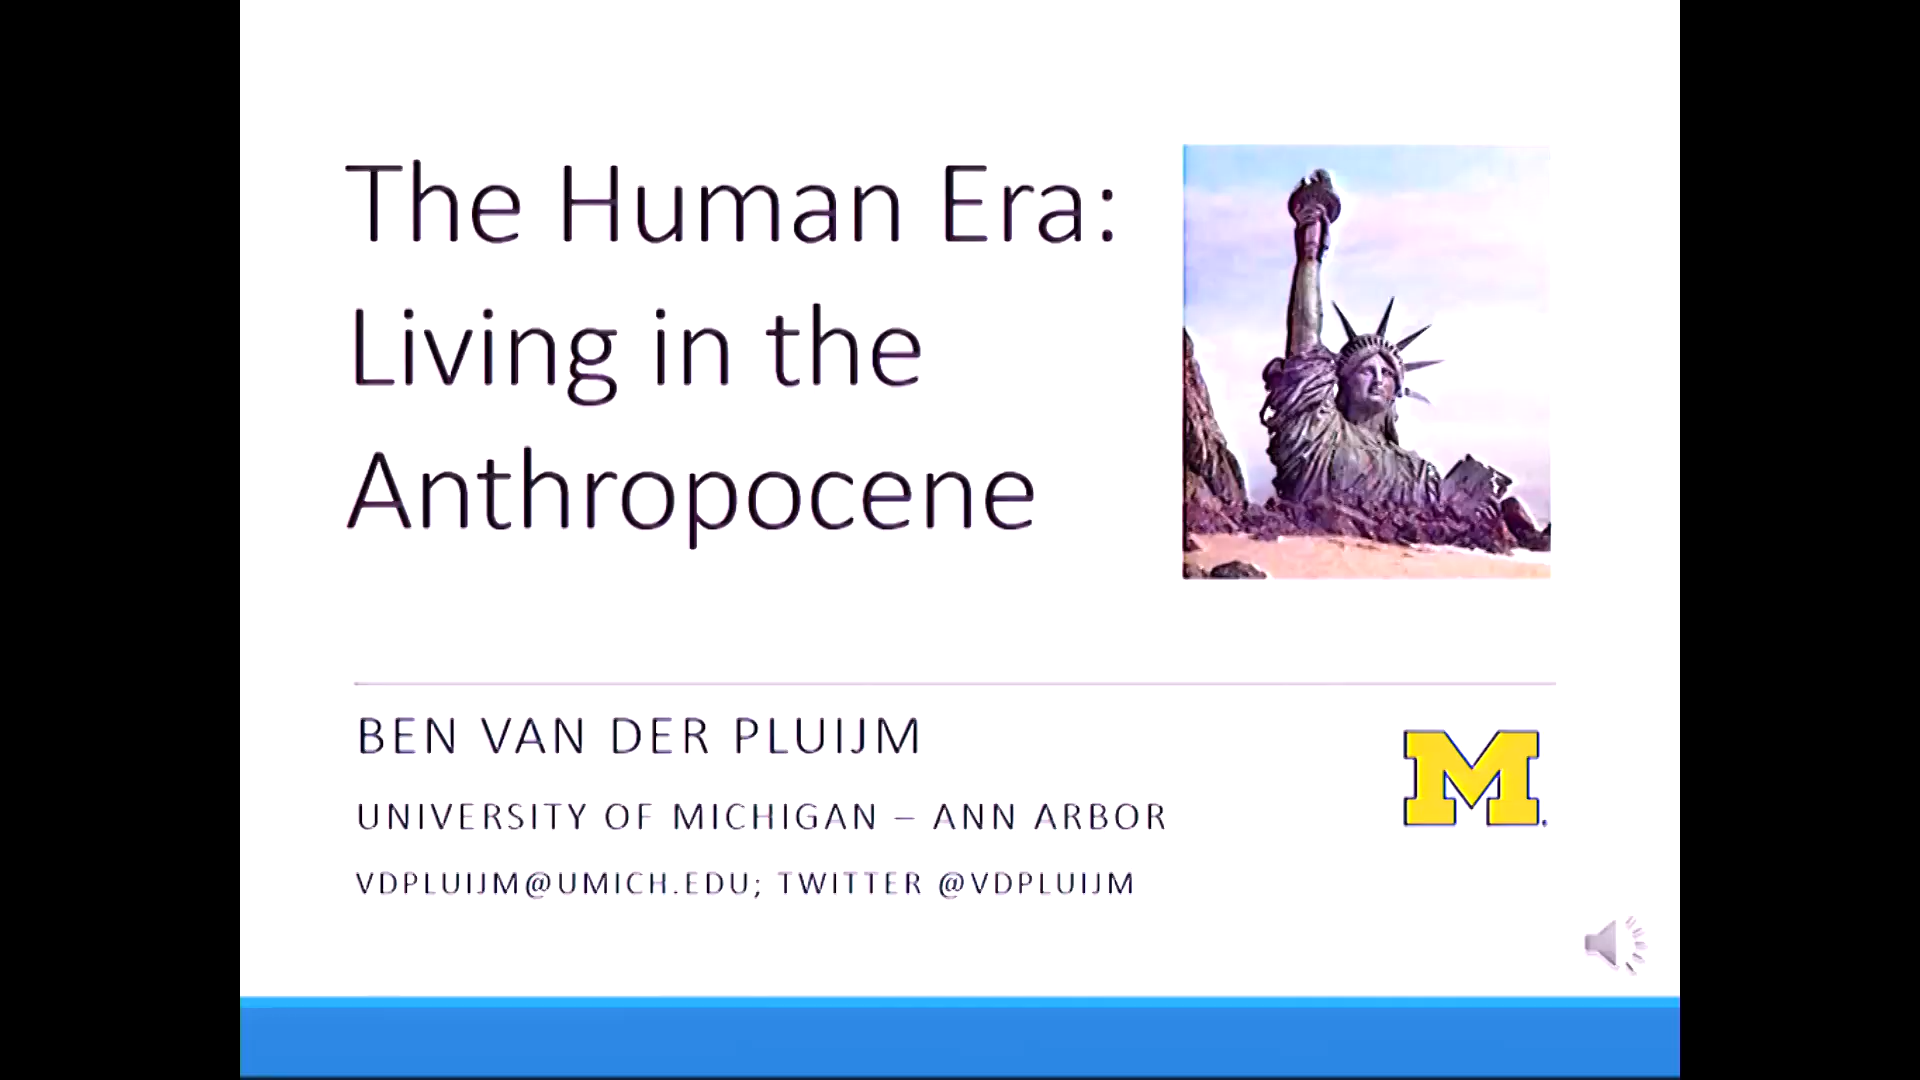 The Human Era:
Living in the
Anthropocene
BEN VAN DER PLUIJM
UNIVERSITY OF MICHIGAN – ANN ARBOR
VDPLUIJM@UMICH.EDU; TWITTER @VDPLUIJM
M